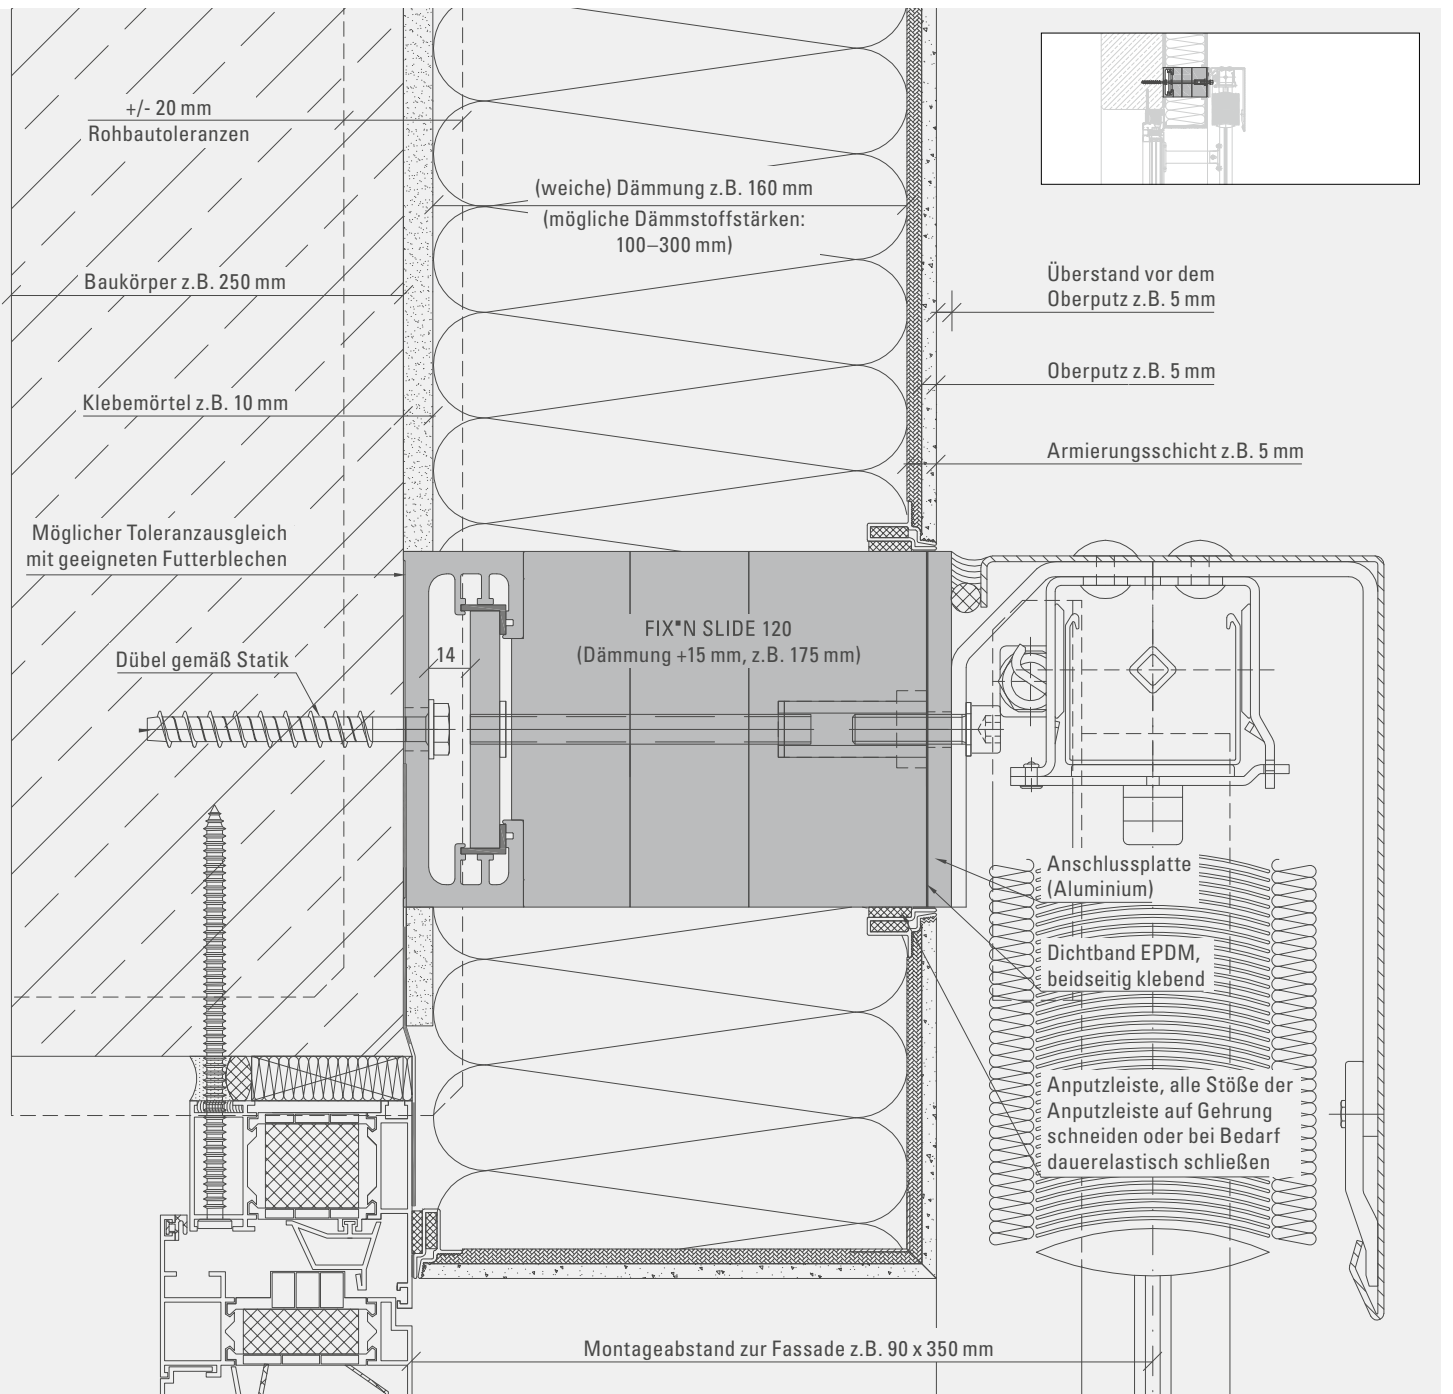 +/- 20 mm
Rohbautoleranzen
(weiche) Dämmung z.B. 160 mm
(mögliche Dämmstoffstärken:
100–300 mm)
Baukörper z.B. 250 mm
Überstand vor dem
Oberputz z.B. 5 mm
Oberputz z.B. 5 mm
Klebemörtel z.B. 10 mm
Armierungsschicht z.B. 5 mm
Möglicher Toleranzausgleich
mit geeigneten Futterblechen
FIX■N SLIDE 120
(Dämmung +15 mm, z.B. 175 mm)
14
Dübel gemäß Statik
Anschlussplatte
(Aluminium)
Dichtband EPDM,
beidseitig klebend
Anputzleiste, alle Stöße der
Anputzleiste auf Gehrung
schneiden oder bei Bedarf
dauerelastisch schließen
Montageabstand zur Fassade z.B. 90 x 350 mm